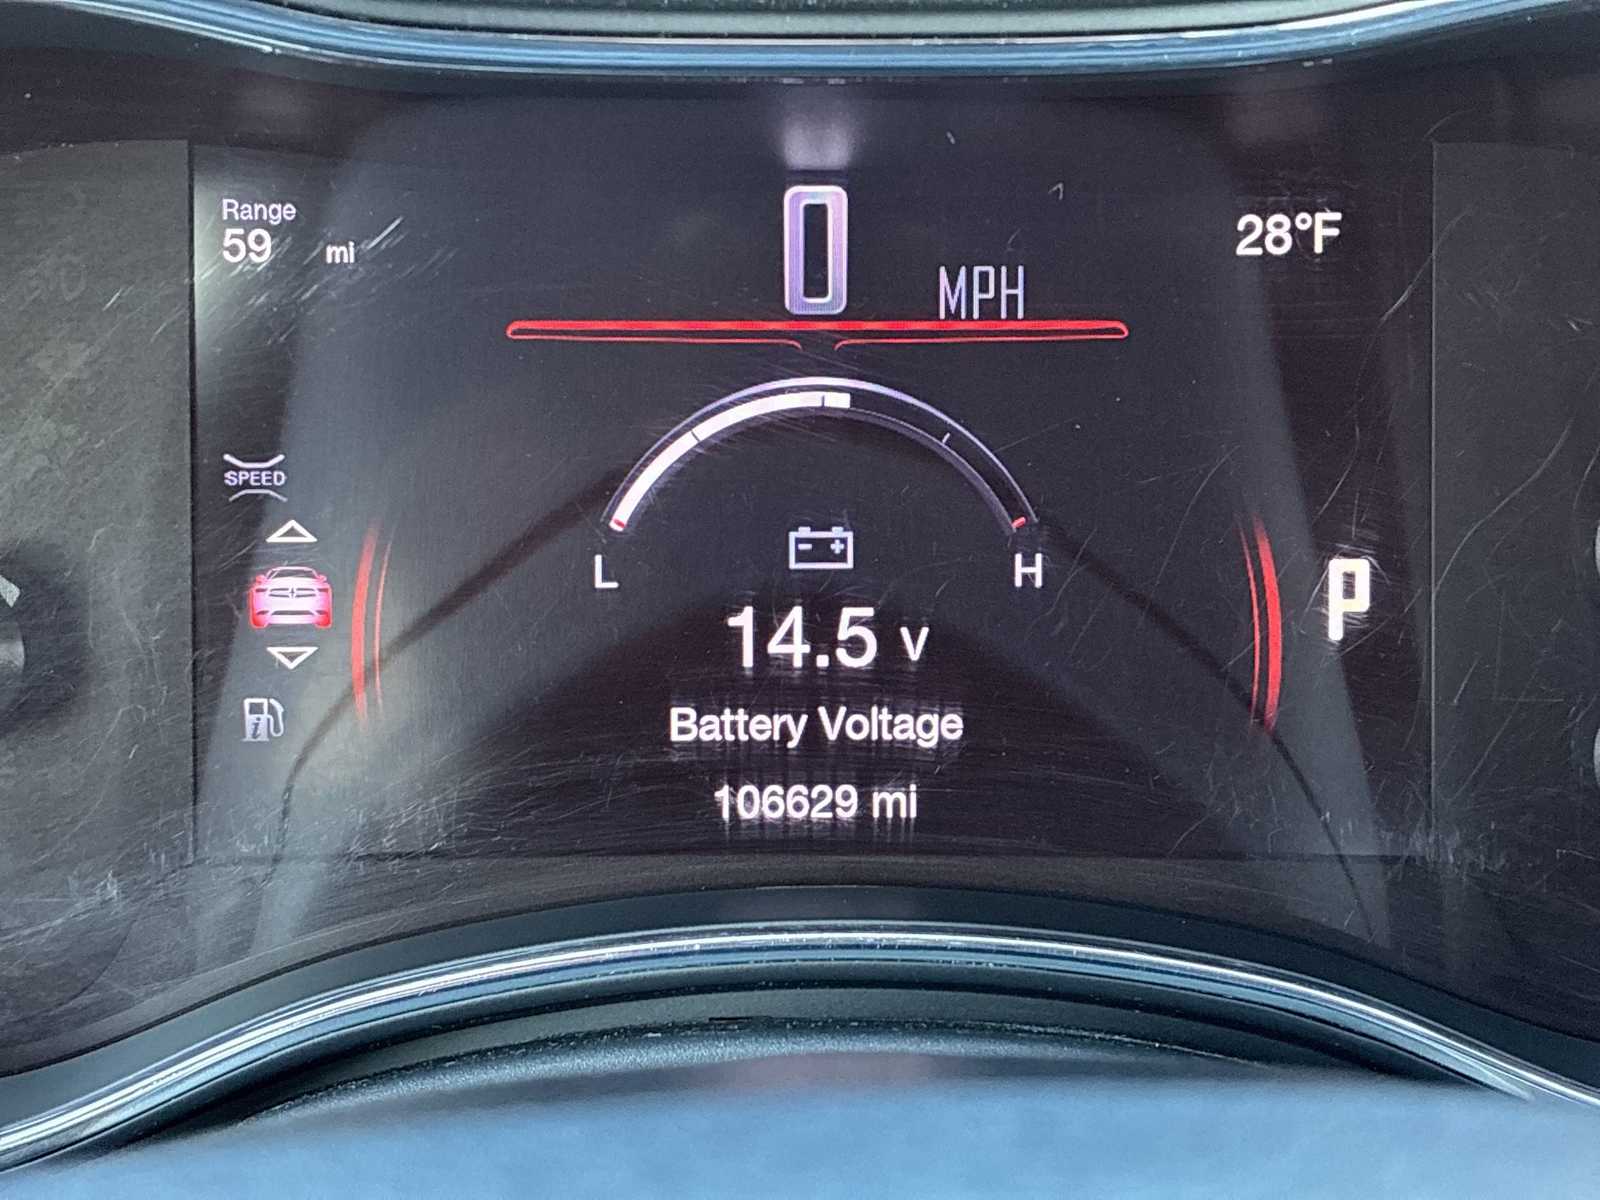 Range
59 mi
0 MPH
28°F
SPEED
L H
P
14.5 v
Battery Voltage
106629 mi